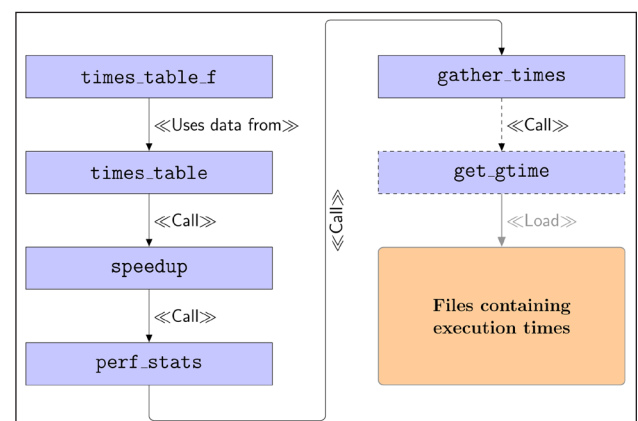 times_table_f
≪Uses data from≫
times_table
≪Call≫
speedup
≪Call≫
perf_stats
≪Call≫
gather_times
≪Call≫
get_gtime
≪Load≫
Files containing
execution times